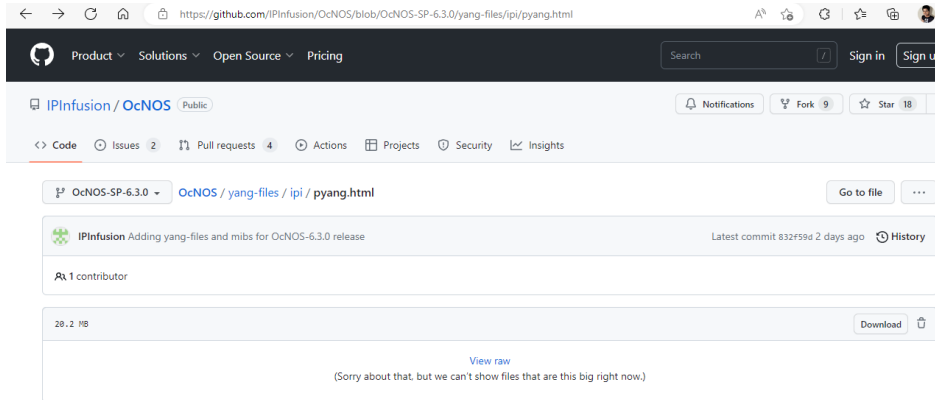 https://github.com/IPInfusion/OcNOS/blob/OcNOS-SP-6.3.0/yang-files/ipi/pyang.html
Product Solutions Open Source Pricing Search / Sign in Sign u
IPInfusion / OcNOS Public Notifications Fork 9 Star 18
<> Code Issues 2 Pull requests 4 Actions Projects Security Insights
OcNOS-SP-6.3.0 OcNOS / yang-files / ipi / pyang.html Go to file ...
IPInfusion Adding yang-files and mibs for OcNOS-6.3.0 release Latest commit 832f59d 2 days ago History
1 contributor
20.2 MB Download
View raw
(Sorry about that, but we can't show files that are this big right now.)